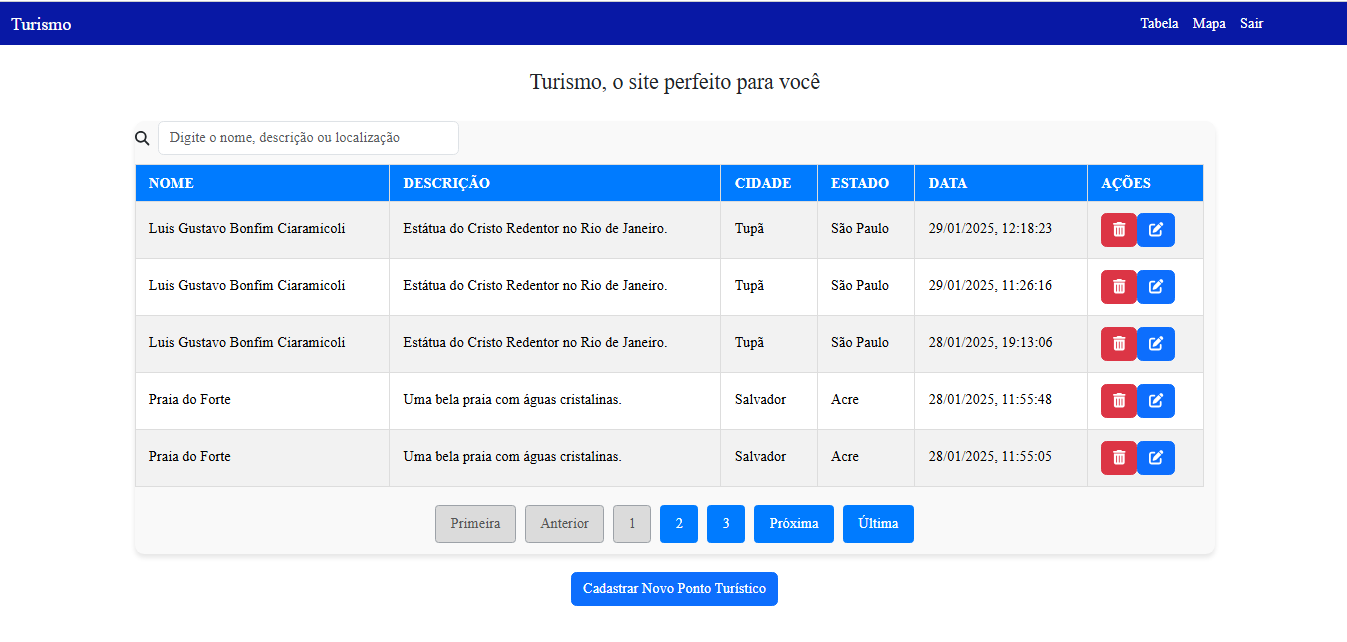 Turismo Tabela Mapa Sair
Turismo, o site perfeito para você
Digite o nome, descrição ou localização
NOME DESCRIÇÃO CIDADE ESTADO DATA AÇÕES
Luis Gustavo Bonfim Ciaramicoli Estátua do Cristo Redentor no Rio de Janeiro. Tupã São Paulo 29/01/2025, 12:18:23
Luis Gustavo Bonfim Ciaramicoli Estátua do Cristo Redentor no Rio de Janeiro. Tupã São Paulo 29/01/2025, 11:26:16
Luis Gustavo Bonfim Ciaramicoli Estátua do Cristo Redentor no Rio de Janeiro. Tupã São Paulo 28/01/2025, 19:13:06
Praia do Forte Uma bela praia com águas cristalinas. Salvador Acre 28/01/2025, 11:55:48
Praia do Forte Uma bela praia com águas cristalinas. Salvador Acre 28/01/2025, 11:55:05
Primeira Anterior 1 2 3 Próxima Última
Cadastrar Novo Ponto Turístico